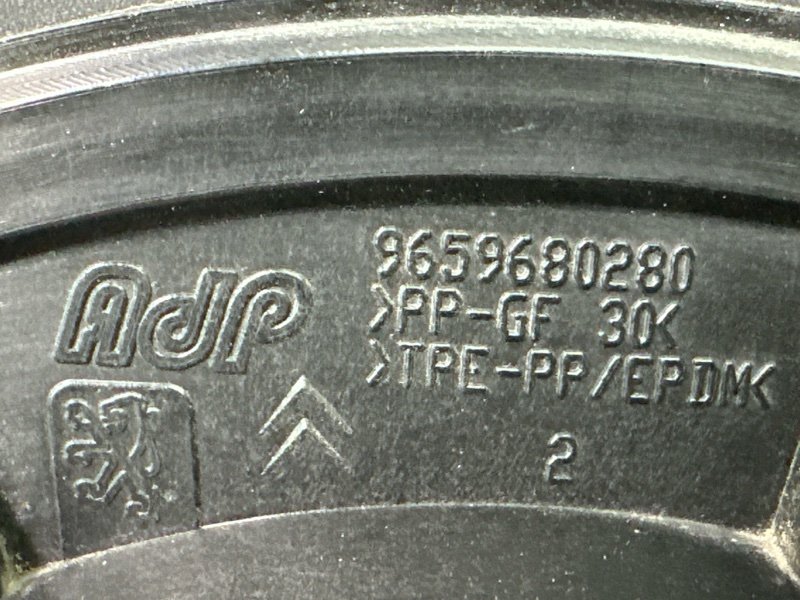 AdP
9659680280
>PP-GF 30<
>TPE-PP/EPDM<
2